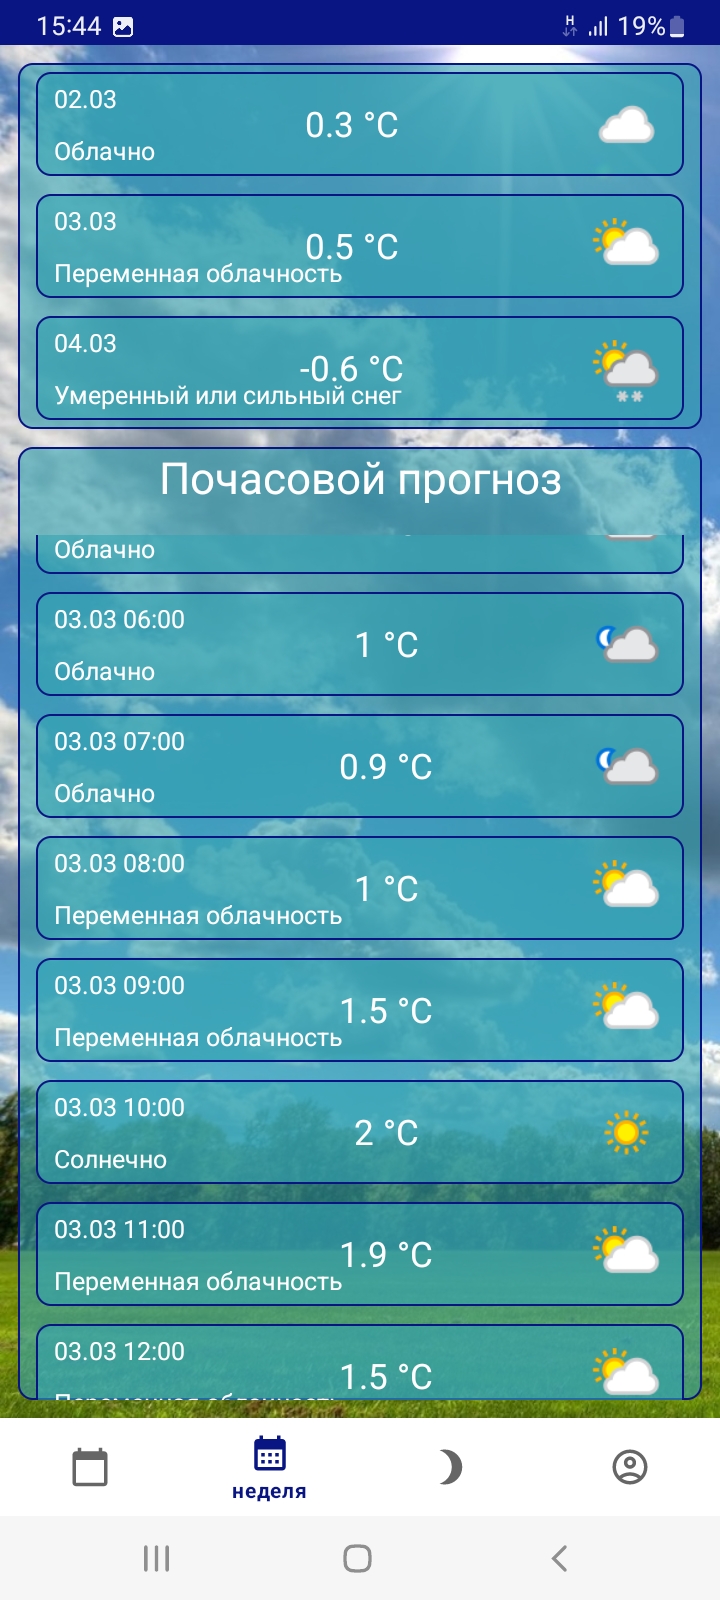 15:44
H
19%
02.03
0.3 °C
Облачно
03.03
0.5 °C
Переменная облачность
04.03
-0.6 °C
Умеренный или сильный снег
Почасовой прогноз
Облачно
03.03 06:00
1 °C
Облачно
03.03 07:00
0.9 °C
Облачно
03.03 08:00
1 °C
Переменная облачность
03.03 09:00
1.5 °C
Переменная облачность
03.03 10:00
2 °C
Солнечно
03.03 11:00
1.9 °C
Переменная облачность
03.03 12:00
1.5 °C
Переменная облачность
неделя